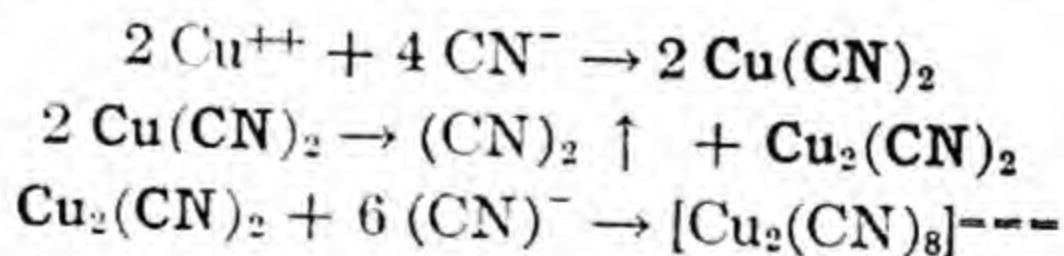 2 Cu⁺⁺ + 4 CN⁻ → 2 Cu(CN)₂
2 Cu(CN)₂ → (CN)₂ ↑ + Cu₂(CN)₂
Cu₂(CN)₂ + 6 (CN)⁻ → [Cu₂(CN)₈]⁻⁻⁻⁻